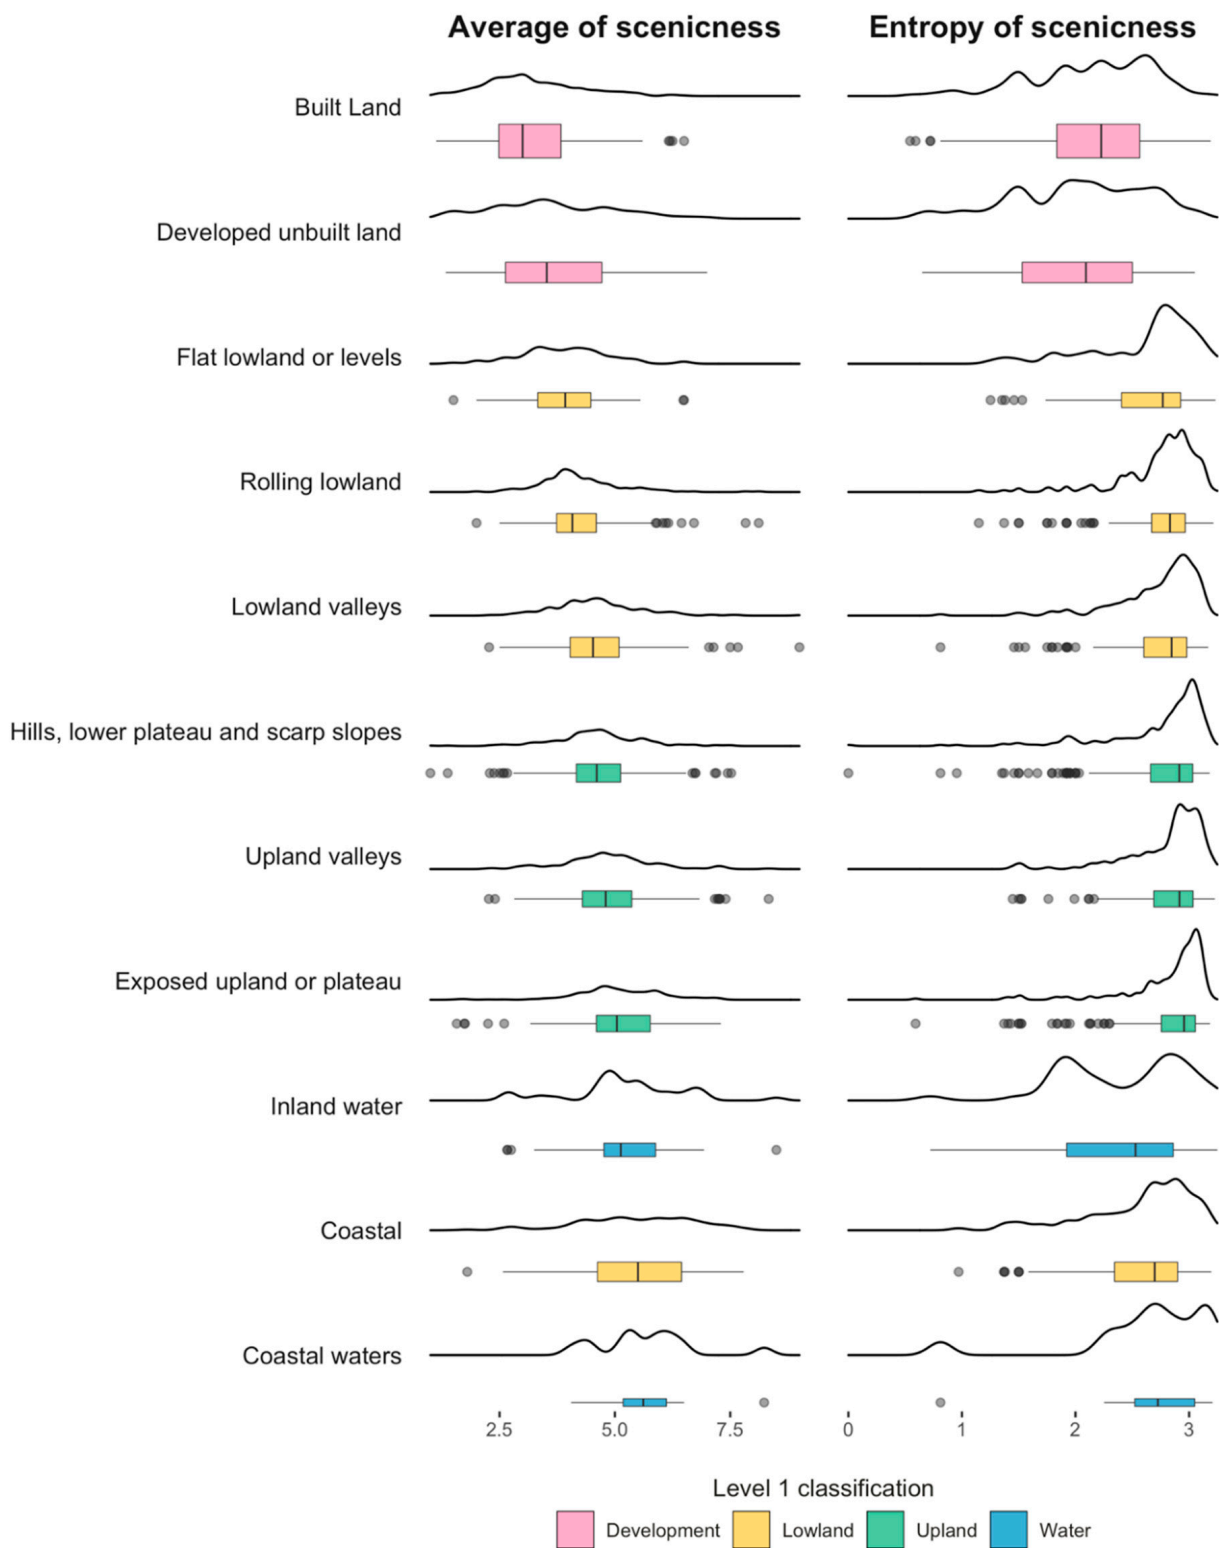 Average of scenicness Entropy of scenicness
Built Land
Developed unbuilt land
Flat lowland or levels
Rolling lowland
Lowland valleys
Hills, lower plateau and scarp slopes
Upland valleys
Exposed upland or plateau
Inland water
Coastal
Coastal waters
2.5 5.0 7.5 0 1 2 3
Level 1 classification
Development Lowland Upland Water